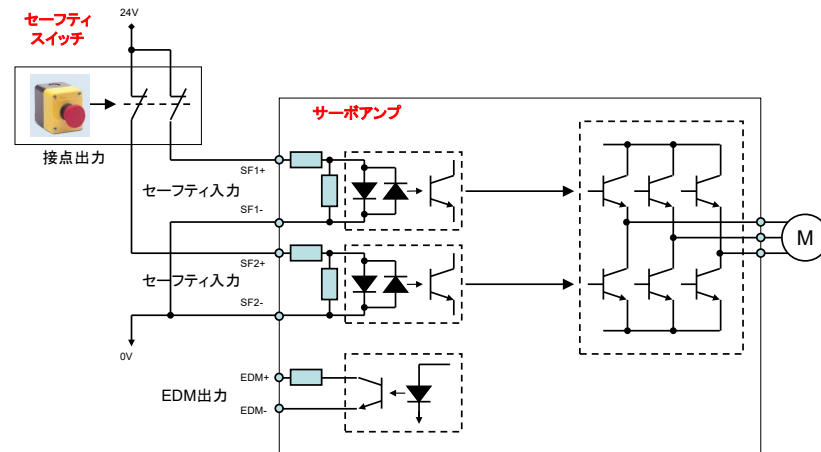 24V
セーフティ
スイッチ
サーボアンプ
接点出力
SF1+
セーフティ入力
SF1-
SF2+
セーフティ入力
SF2-
M
0V
EDM+
EDM出力
EDM-